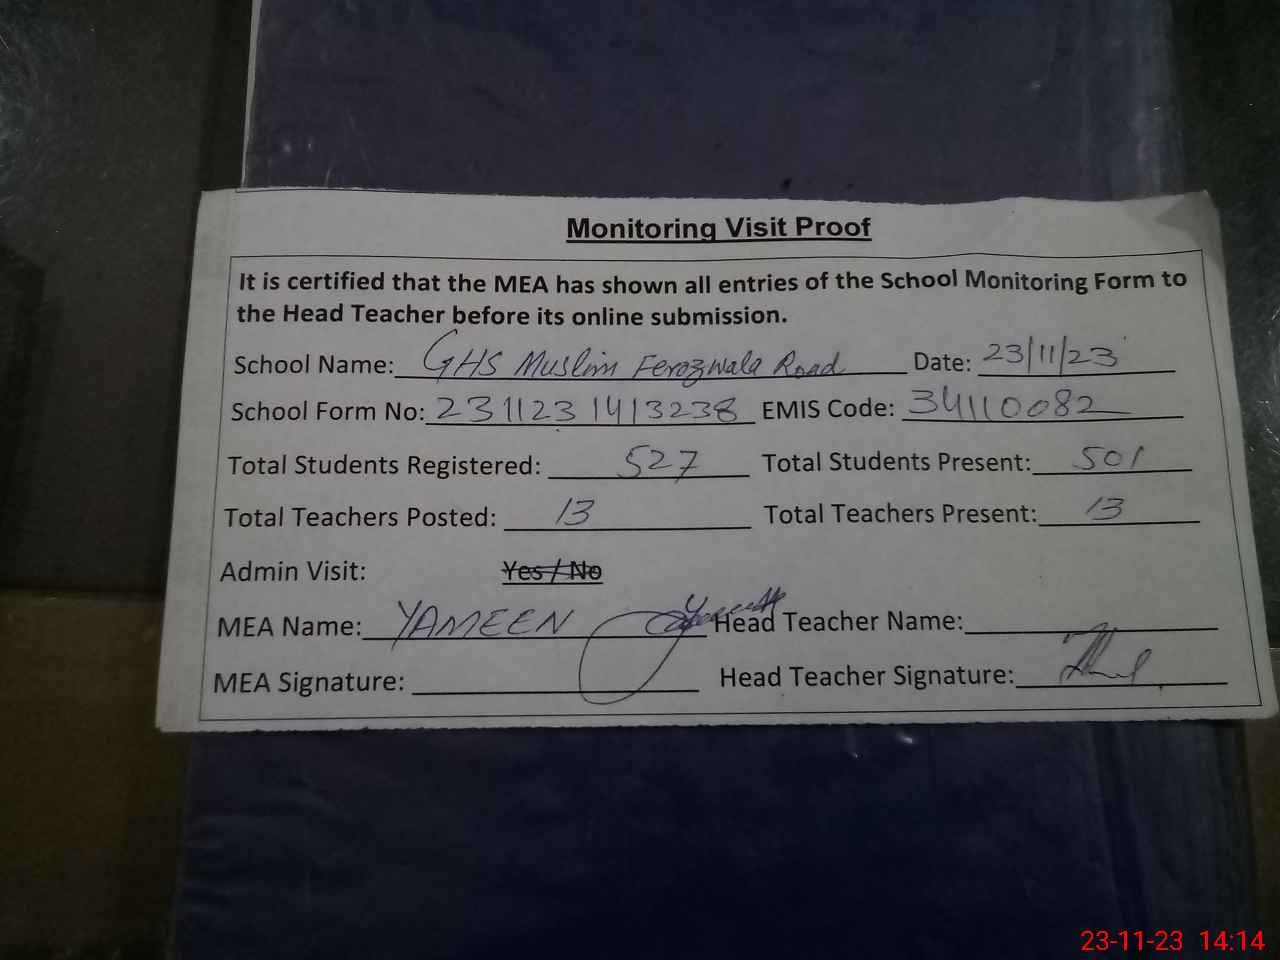 Monitoring Visit Proof
It is certified that the MEA has shown all entries of the School Monitoring Form to
the Head Teacher before its online submission.
School Name: GHS Muslim Ferozwala Road Date: 23/11/23
School Form No: 231123 1413238 EMIS Code: 34110082
Total Students Registered: 527 Total Students Present: 501
Total Teachers Posted: 13 Total Teachers Present: 13
Admin Visit: Yes / No
MEA Name: YAMEEN Head Teacher Name:
MEA Signature: Head Teacher Signature:
23-11-23 14:14